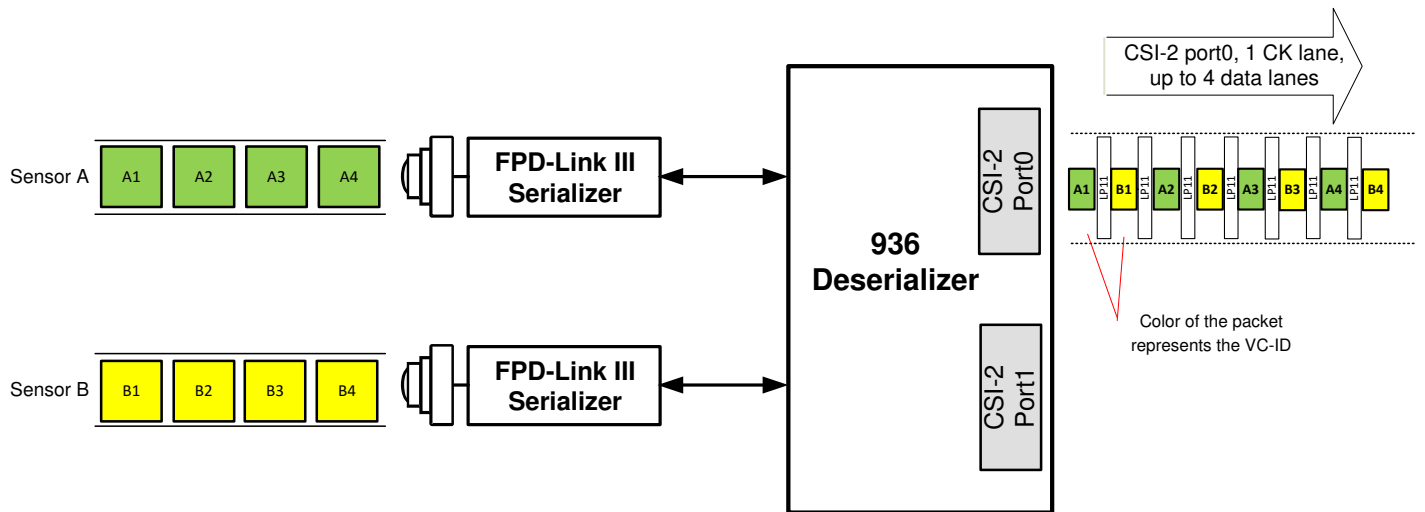 CSI-2 port0, 1 CK lane,
up to 4 data lanes
Sensor A
A1 A2 A3 A4
FPD-Link III
Serializer
CSI-2
Port0
A1 LP11 B1 LP11 A2 LP11 B2 LP11 A3 LP11 B3 LP11 A4 LP11 B4
936
Deserializer
Color of the packet
represents the VC-ID
Sensor B
B1 B2 B3 B4
FPD-Link III
Serializer
CSI-2
Port1